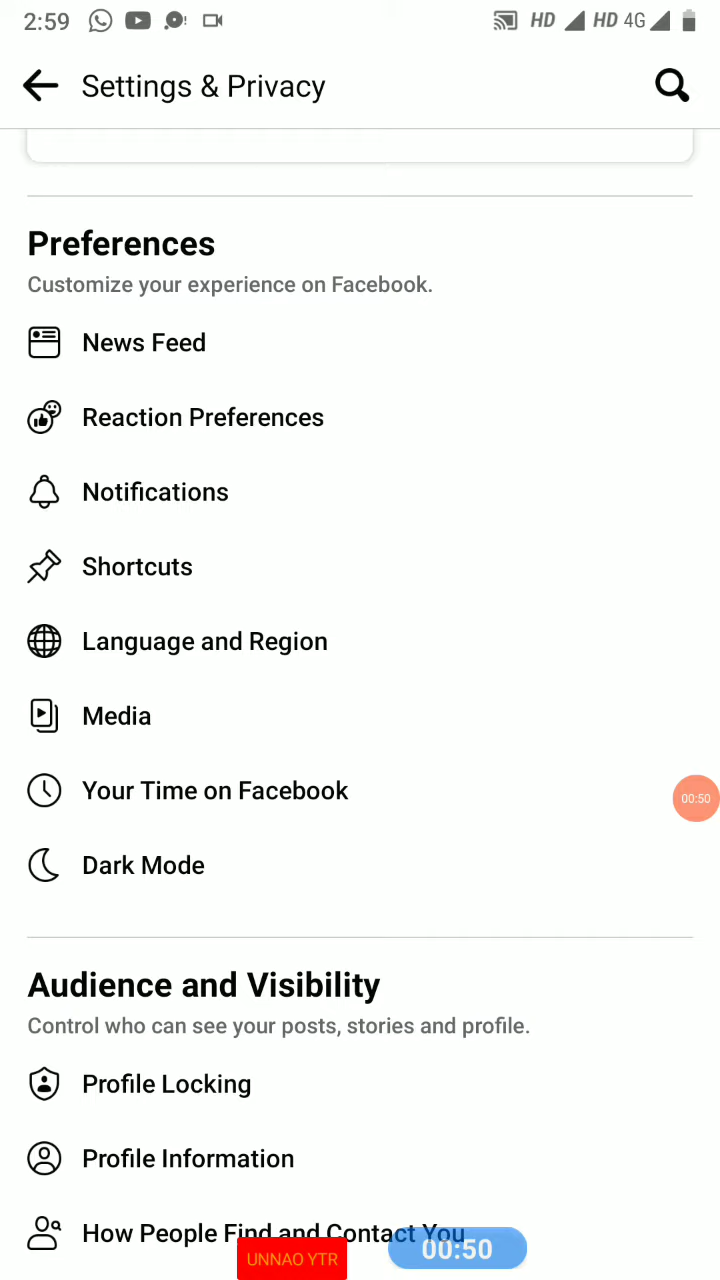 2:59 HD HD 4G
Settings & Privacy
Preferences
Customize your experience on Facebook.
News Feed
Reaction Preferences
Notifications
Shortcuts
Language and Region
Media
Your Time on Facebook
00:50
Dark Mode
Audience and Visibility
Control who can see your posts, stories and profile.
Profile Locking
Profile Information
How People Find and Contact You
00:50
UNNAO YTR